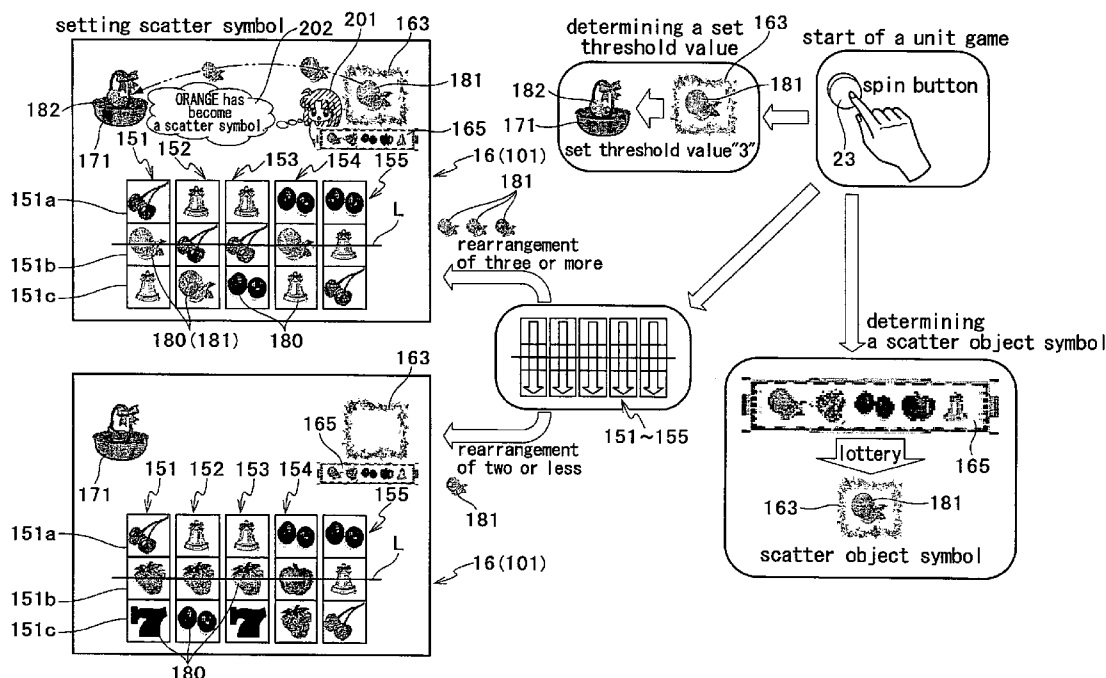 setting scatter symbol
202
201
163
181
182
171
ORANGE has
become
a scatter symbol.
165
151
152
153
154
155
16(101)
151a
L
151b
151c
180(181)
180
determining a set
threshold value
163
181
182
171
set threshold value"3"
start of a unit game
spin button
23
181
rearrangement
of three or more
151~155
rearrangement
of two or less
181
determining
a scatter object symbol
165
lottery
163
181
scatter object symbol
163
165
171
151
152
153
154
155
151a
L
151b
16(101)
151c
7
7
180